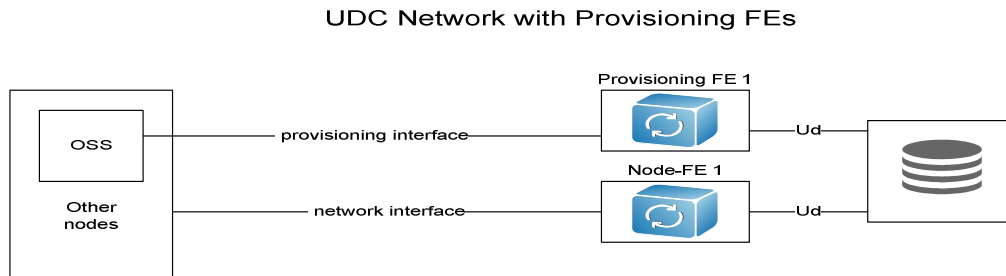 UDC Network with Provisioning FEs
Provisioning FE 1
OSS
provisioning interface
Ud
Node-FE 1
Other
nodes
network interface
Ud